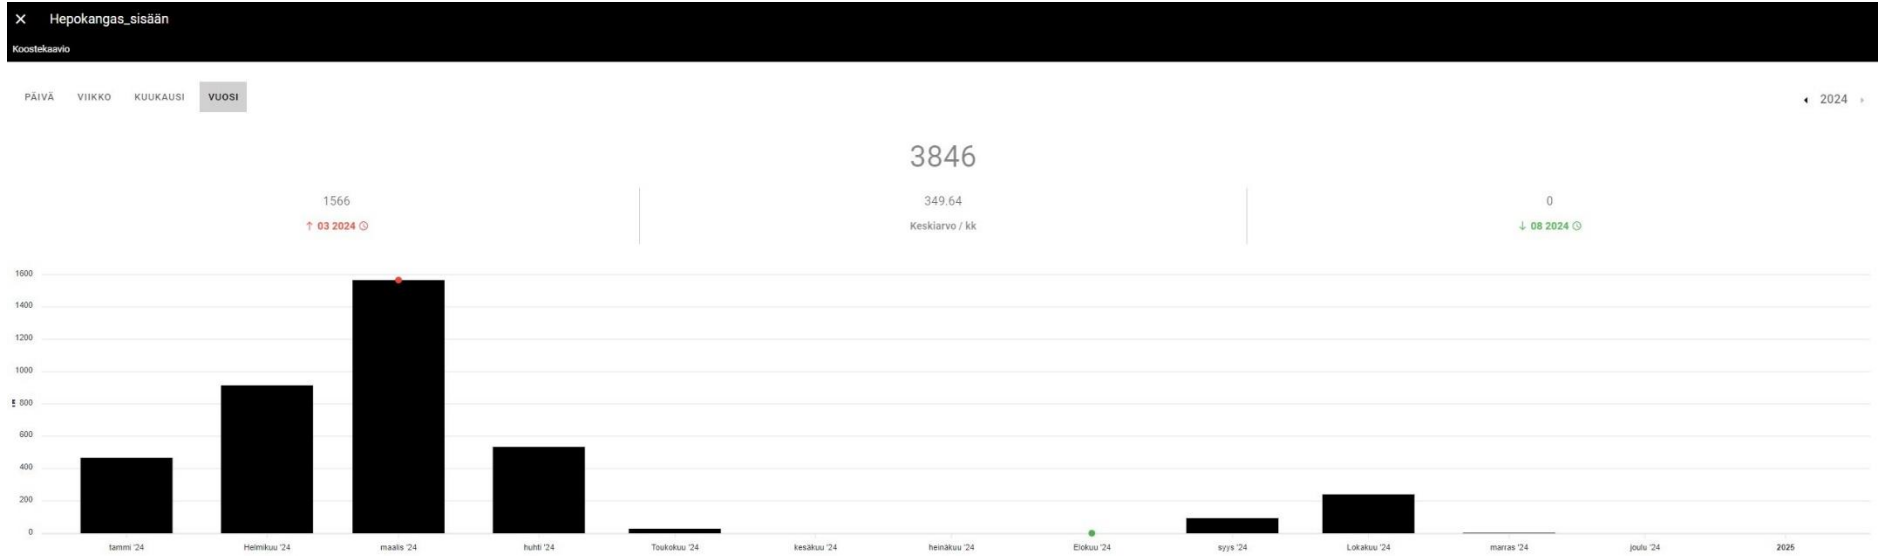 × Hepokangas_sisään
Koostekaavio
PÄIVÄ VIIKKO KUUKAUSI VUOSI
2024
3846
1566 349.64 0
↑ 03 2024 Keskiarvo / kk ↓ 08 2024
1600
1400
1200
1000
800
600
400
200
0
tammi '24 Helmikuu '24 maalis '24 huhti '24 Toukokuu '24 kesäkuu '24 heinäkuu '24 Elokuu '24 syys '24 Lokakuu '24 marras '24 joulu '24 2025